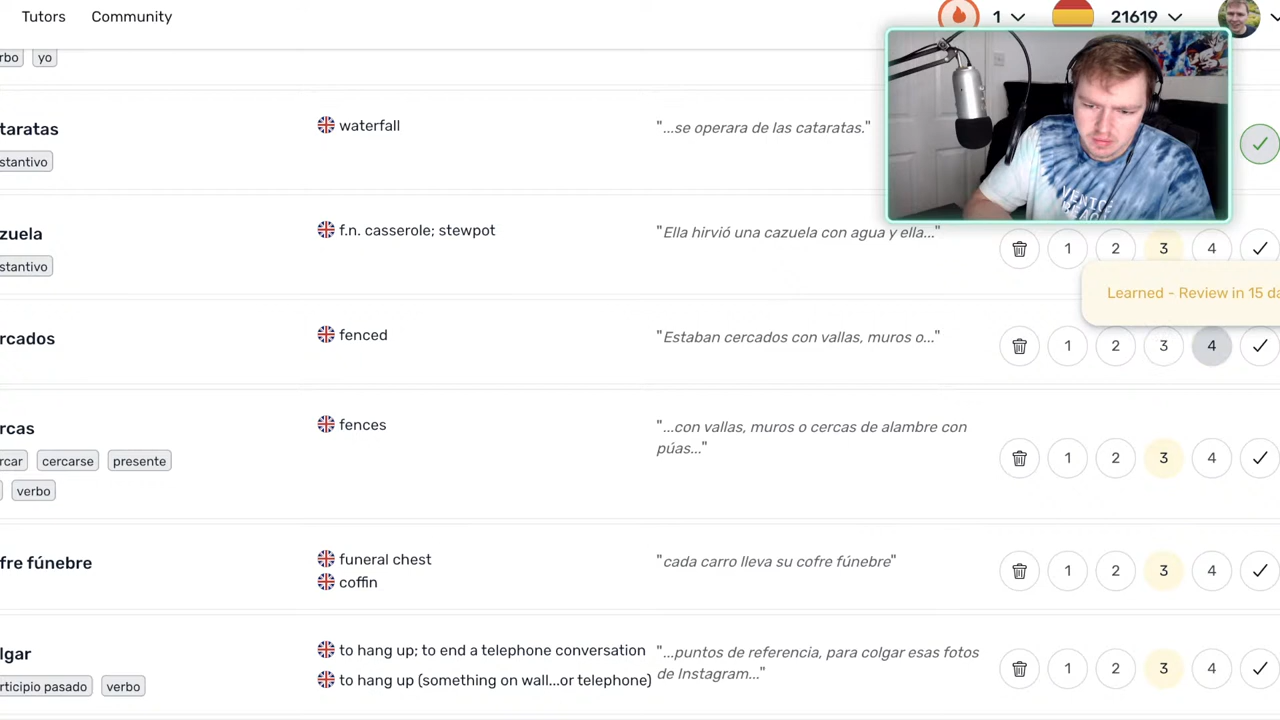 Tutors
Community
1
21619
rbo
yo
taratas
waterfall
"...se operara de las cataratas."
stantivo
VENICE
BEACH
zuela
f.n. casserole; stewpot
"Ella hirvió una cazuela con agua y ella..."
1 2 3 4
stantivo
Learned - Review in 15 da
rcados
fenced
"Estaban cercados con vallas, muros o..."
1 2 3 4
rcas
fences
"...con vallas, muros o cercas de alambre con
púas..."
1 2 3 4
rcar
cercarse
presente
verbo
fre fúnebre
funeral chest
coffin
"cada carro lleva su cofre fúnebre"
1 2 3 4
lgar
to hang up; to end a telephone conversation
to hang up (something on wall...or telephone)
"...puntos de referencia, para colgar esas fotos
de Instagram..."
1 2 3 4
rticipio pasado
verbo